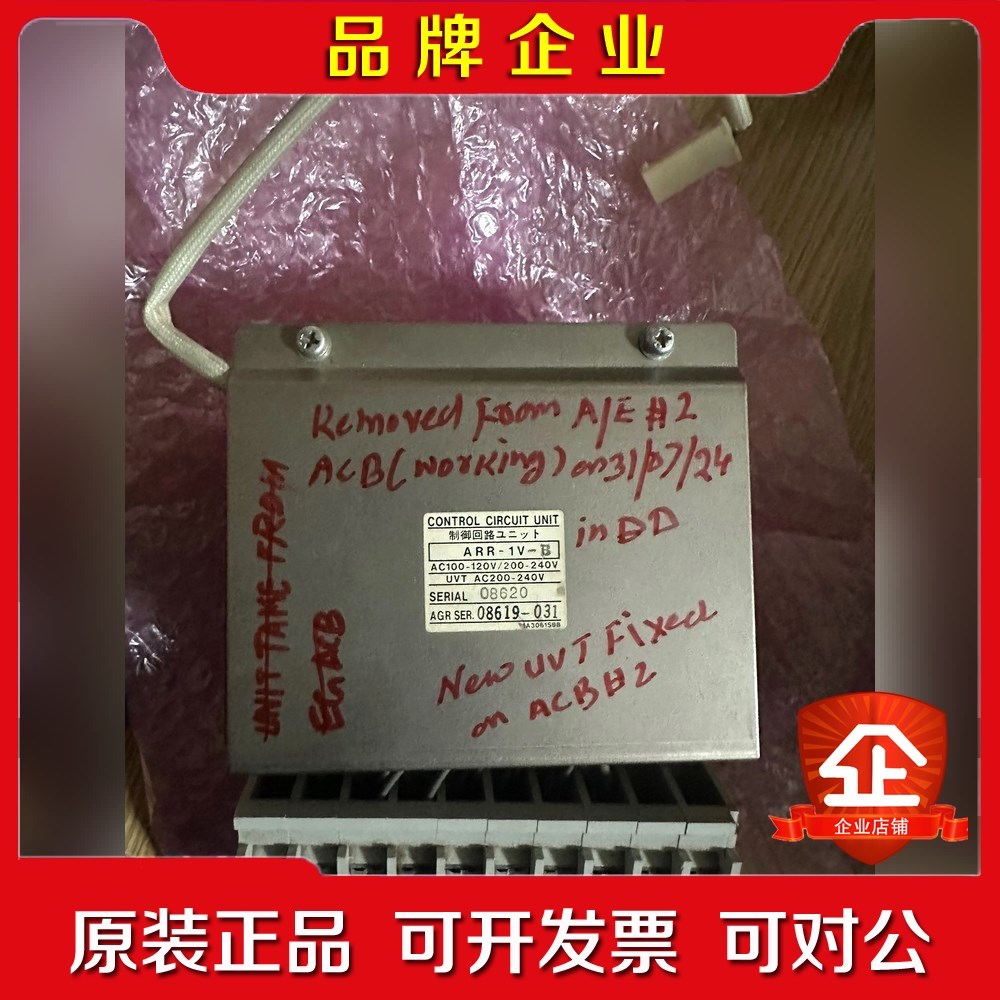 品牌企业
Removed From A/E #2
ACB (working) on 31/07/24
in DD
UNIT TAKE FROM
EG ACB
CONTROL CIRCUIT UNIT
制御回路ユニット
ARR-1V-B
AC100-120V/200-240V
UVT AC200-240V
SERIAL 08620
AGR SER. 08619-031
New UVT Fixed
on ACB #2
企业店铺
原装正品 可开发票 可对公